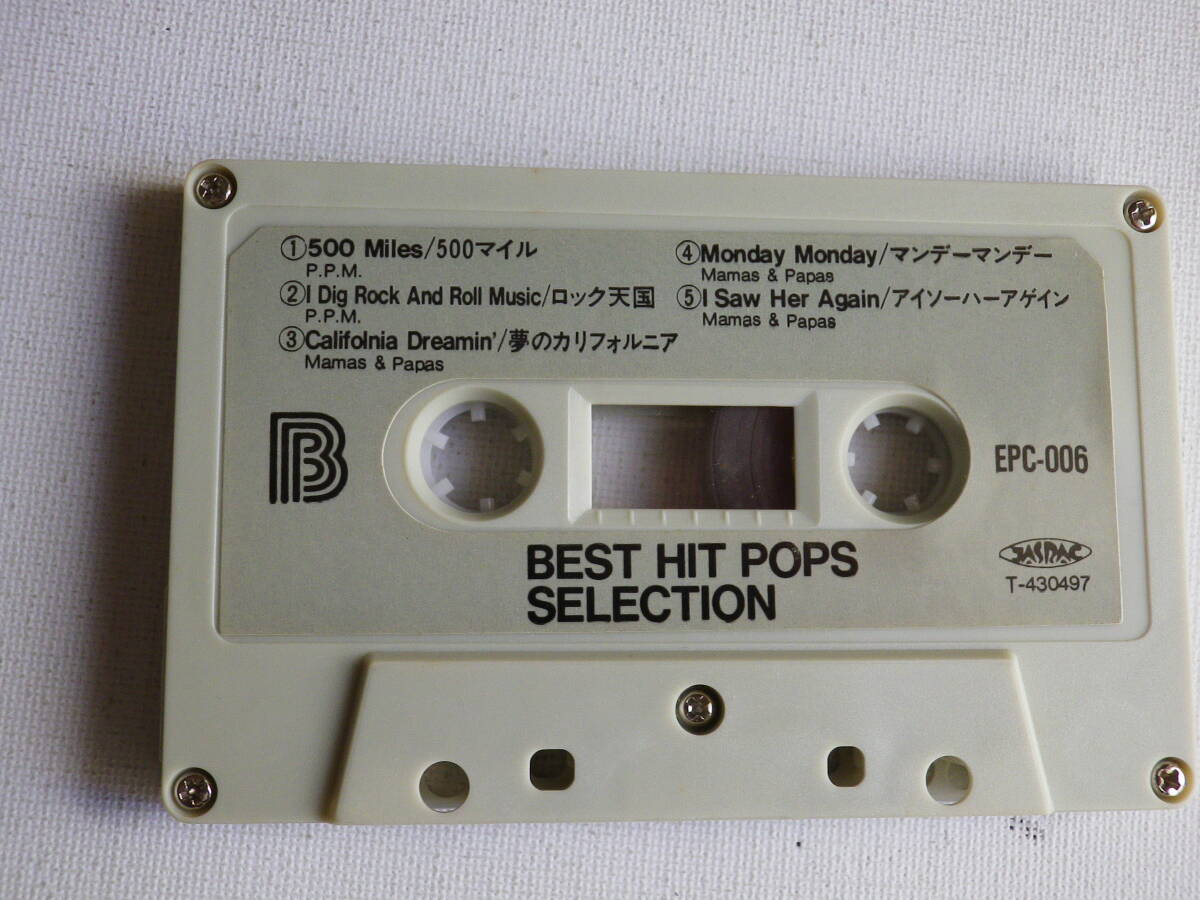 ①500 Miles/500マイル
P.P.M.
②I Dig Rock And Roll Music/ロック天国
P.P.M.
③Califolnia Dreamin'/夢のカリフォルニア
Mamas & Papas
④Monday Monday/マンデーマンデー
Mamas & Papas
⑤I Saw Her Again/アイソーハーアゲイン
Mamas & Papas
B
EPC-006
BEST HIT POPS
SELECTION
JASRAC
T-430497